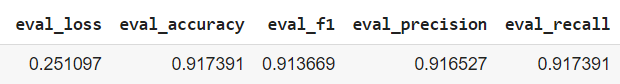 eval_loss eval_accuracy eval_f1 eval_precision eval_recall
0.251097 0.917391 0.913669 0.916527 0.917391